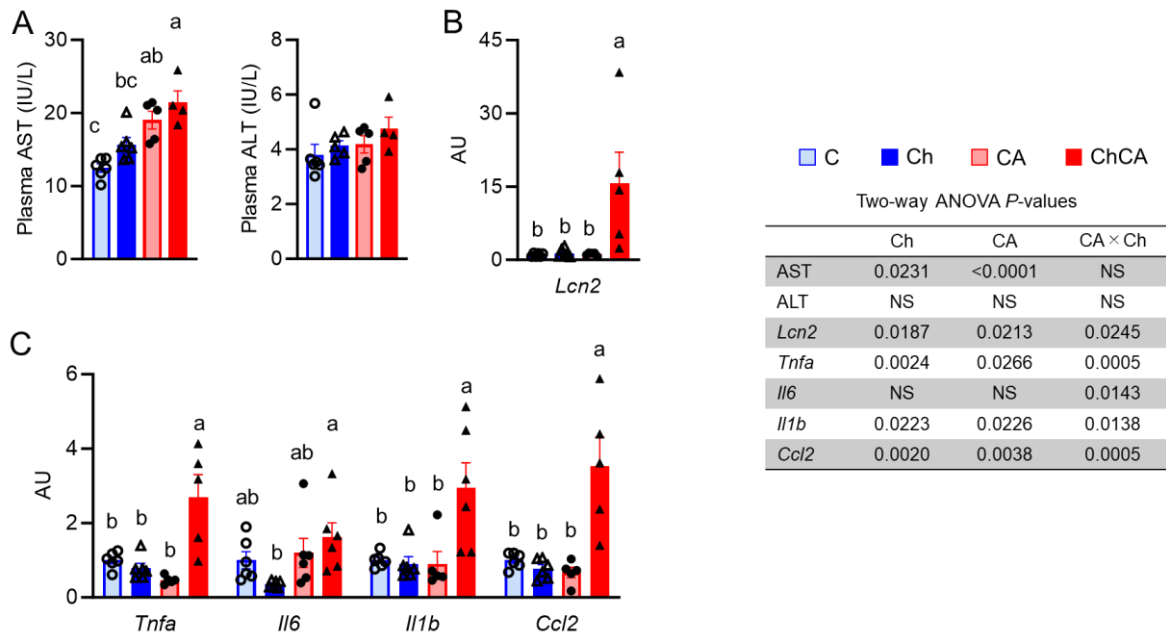 A
Plasma AST (IU/L)
30
20
10
0
c
bc
ab
a
Plasma ALT (IU/L)
8
6
4
2
0
B
AU
45
30
15
0
b b b a
Lcn2
C Ch CA ChCA
Two-way ANOVA P-values
Ch CA CA × Ch
AST 0.0231 <0.0001 NS
ALT NS NS NS
Lcn2 0.0187 0.0213 0.0245
Tnfa 0.0024 0.0266 0.0005
Il6 NS NS 0.0143
Il1b 0.0223 0.0226 0.0138
Ccl2 0.0020 0.0038 0.0005
C
AU
6
4
2
0
b b b a ab b ab a b b b a b b b a
Tnfa Il6 Il1b Ccl2